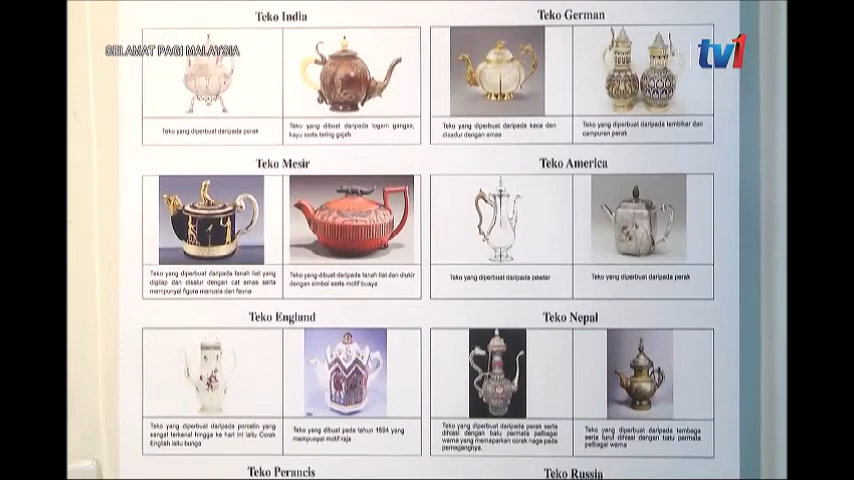 SELAMAT PAGI MALAYSIA
tv1
Teko India
Teko yang diperbuat daripada perak
Teko yang dibuat daripada logam gangsa,
kayu serta taring gajah
Teko German
Teko yang diperbuat daripada kaca dan
disadur dengan emas
Teko yang diperbuat daripada tembikar dan
campuran perak
Teko Mesir
Teko yang diperbuat daripada tanah liat yang
digilap dan disalur dengan cat emas serta
mempunyai figura manusia dan fauna
Teko yang dibuat daripada tanah liat dan diukir
dengan simbol serta motif buaya
Teko America
Teko yang diperbuat daripada pewter
Teko yang diperbuat daripada perak
Teko England
Teko yang diperbuat daripada porcelin yang
sangat terkenal hingga ke hari ini iaitu Corak
English iaitu bunga
Teko yang dibuat pada tahun 1694 yang
mempunyai motif raja
Teko Nepal
Teko yang diperbuat daripada perak serta
dihiasi dengan batu permata pelbagai
warna yang memaparkan corak naga pada
pemegangnya.
Teko yang diperbuat daripada tembaga
serta turut dihiasi dengan batu permata
pelbagai warna
Teko Perancis
Teko Russia